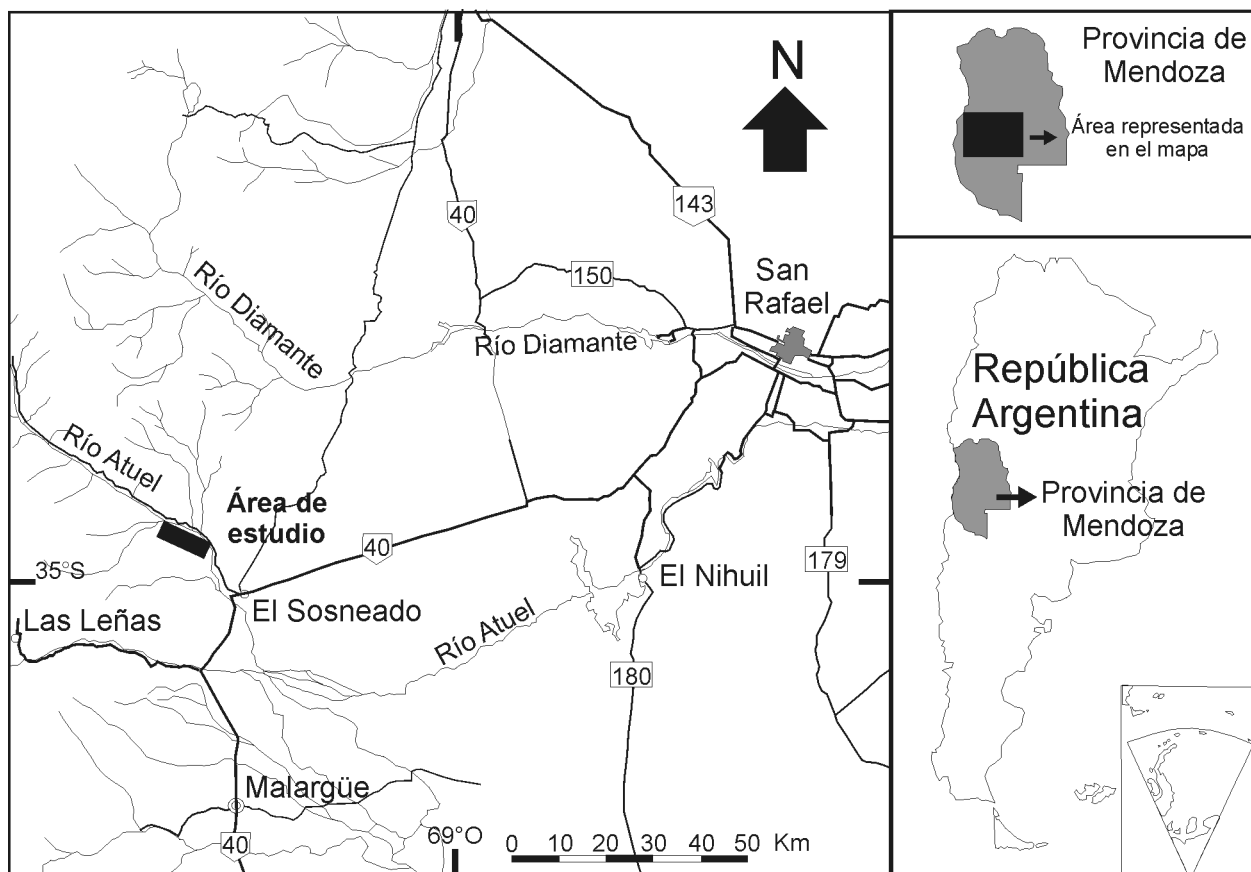 N
143
40
150
San
Rafael
Río Diamante
Río Diamante
Río Atuel
Área de
estudio
40
35°S
El Sosneado
Las Leñas
El Nihuil
179
Río Atuel
180
Malargüe
69°O
40
0 10 20 30 40 50 Km
Provincia de
Mendoza
Área representada
en el mapa
República
Argentina
Provincia de
Mendoza